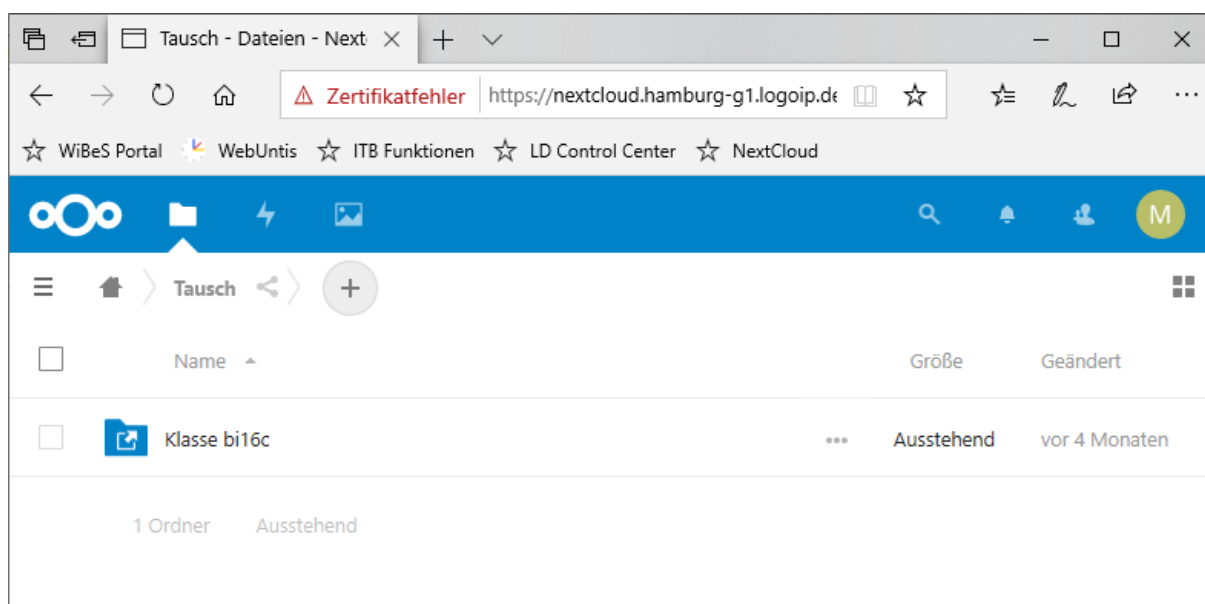 Tausch - Dateien - Next
Zertifikatfehler https://nextcloud.hamburg-g1.logoip.de
WiBeS Portal WebUntis ITB Funktionen LD Control Center NextCloud
M
Tausch
Name Größe Geändert
Klasse bi16c Ausstehend vor 4 Monaten
1 Ordner Ausstehend